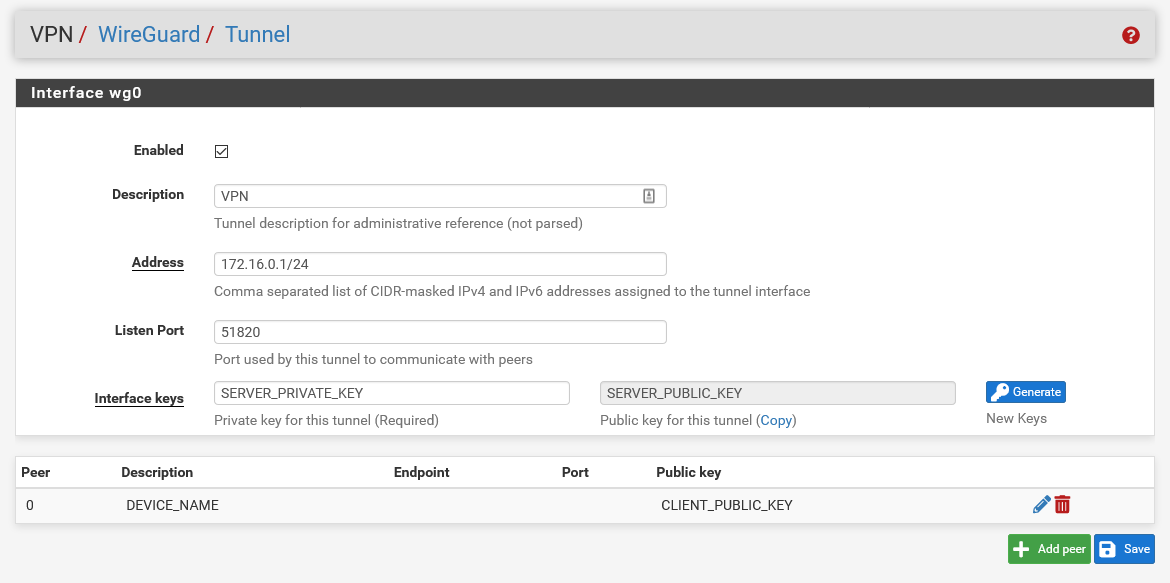 VPN / WireGuard / Tunnel
Interface wg0
Enabled
Description VPN
Tunnel description for administrative reference (not parsed)
Address 172.16.0.1/24
Comma separated list of CIDR-masked IPv4 and IPv6 addresses assigned to the tunnel interface
Listen Port 51820
Port used by this tunnel to communicate with peers
Interface keys SERVER_PRIVATE_KEY SERVER_PUBLIC_KEY Generate
Private key for this tunnel (Required) Public key for this tunnel (Copy) New Keys
Peer Description Endpoint Port Public key
0 DEVICE_NAME CLIENT_PUBLIC_KEY
Add peer Save